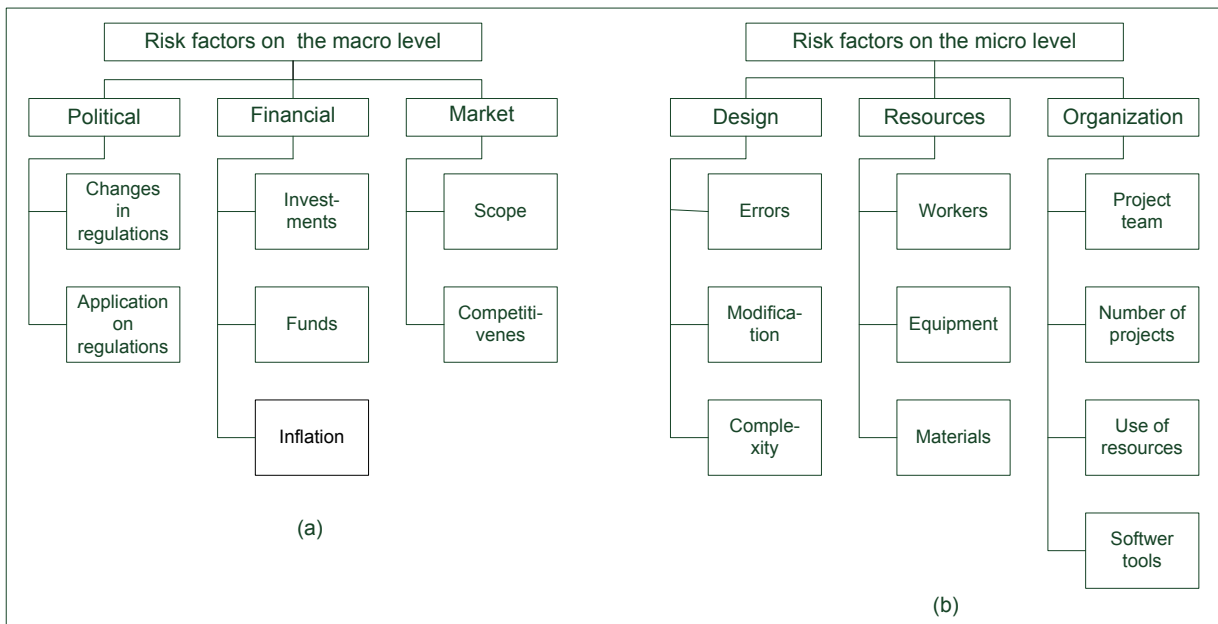 Risk factors on the macro level
Political
Financial
Market
Changes
in
regulations
Application
on
regulations
Invest-
ments
Funds
Inflation
Scope
Competiti-
venes
(a)
Risk factors on the micro level
Design
Resources
Organization
Errors
Modifica-
tion
Comple-
xity
Workers
Equipment
Materials
Project
team
Number of
projects
Use of
resources
Softwer
tools
(b)